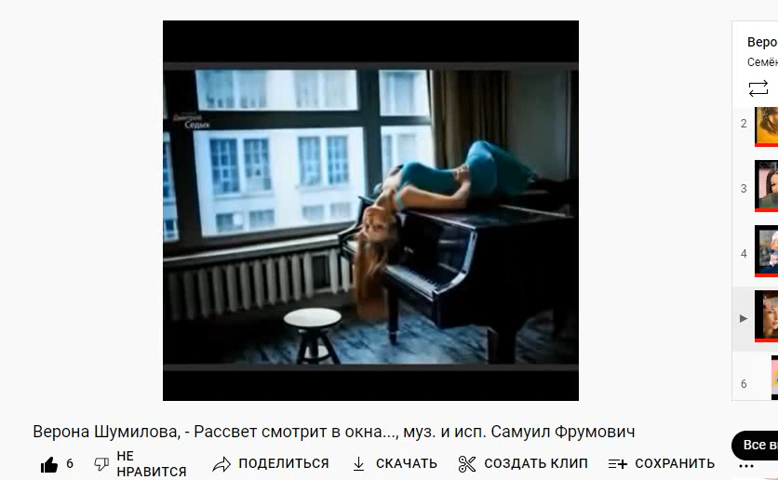 Верона Шумилова, - Рассвет смотрит в окна..., муз. и исп. Самуил Фрумович
6
НЕ НРАВИТСЯ
ПОДЕЛИТЬСЯ
СКАЧАТЬ
СОЗДАТЬ КЛИП
СОХРАНИТЬ
Дмитрий
Седых
Веро
Семён
2
3
4
6
Все в